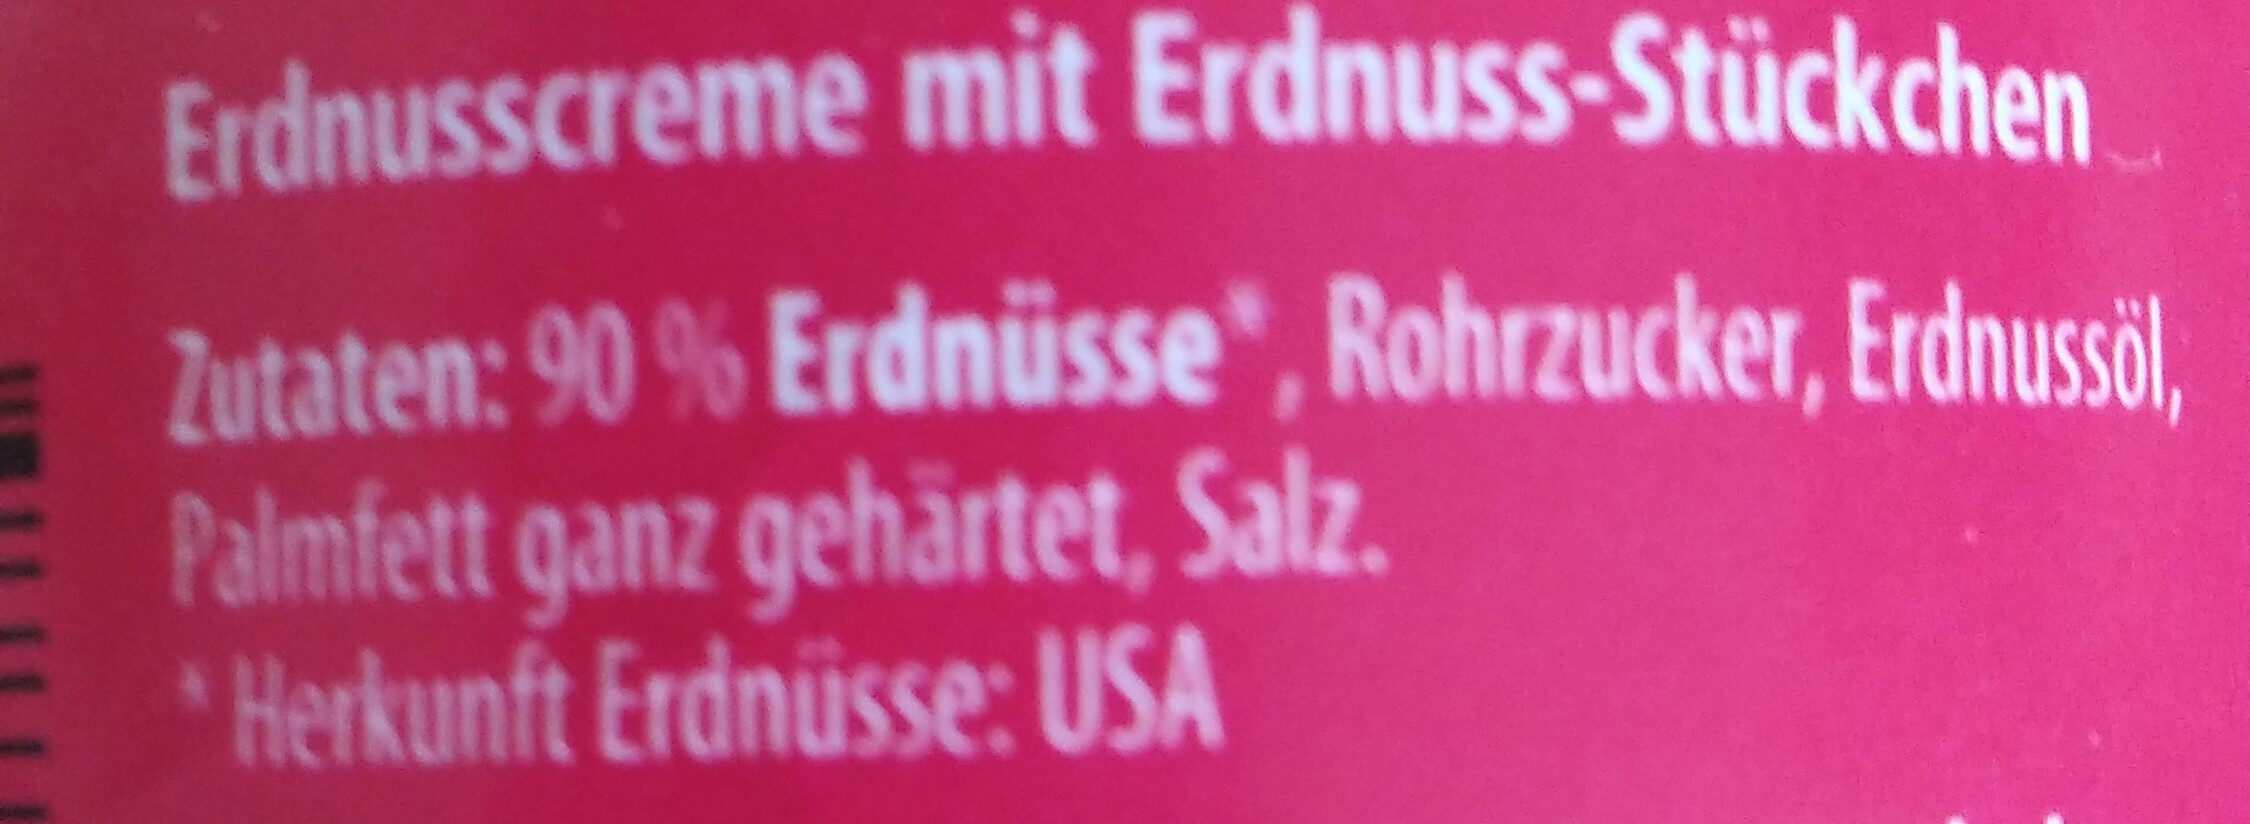 Erdnusscreme mit Erdnuss-Stückchen
Zutaten: 90 % Erdnüsse*, Rohrzucker, Erdnussöl,
Palmfett ganz gehärtet, Salz.
* Herkunft Erdnüsse: USA